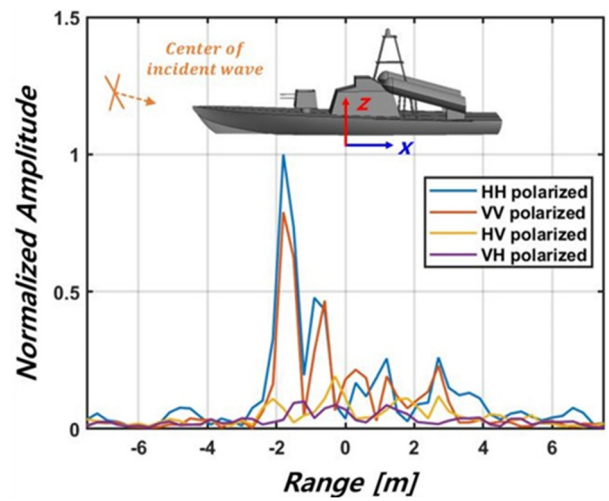 1.5
Center of
incident wave
Z
X
1
HH polarized
VV polarized
HV polarized
VH polarized
0.5
0
-6 -4 -2 0 2 4 6
Normalized Amplitude
Range [m]